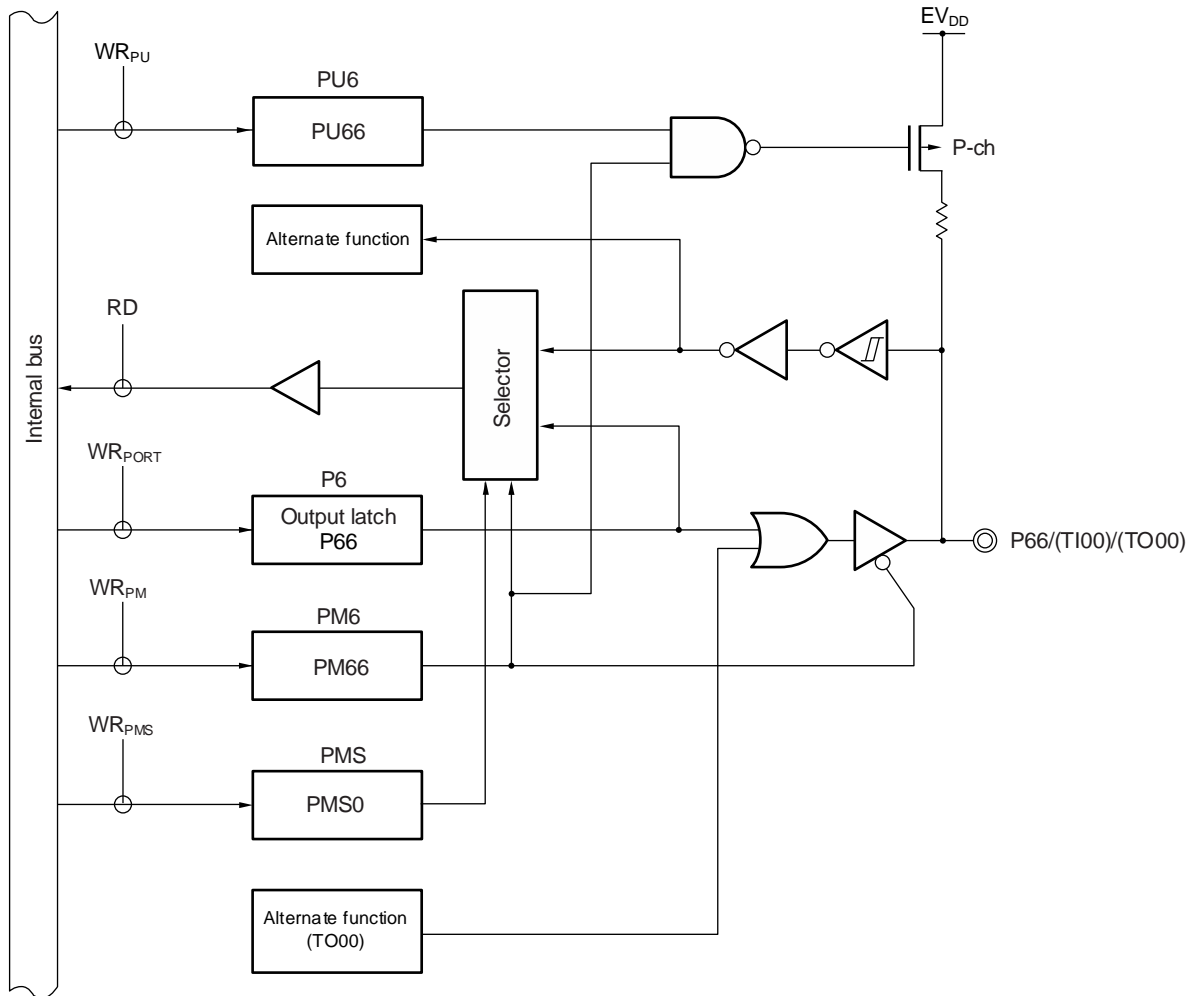 EVDD
WRPU
PU6
PU66
P-ch
Alternate function
RD
Internal bus
Selector
WRPORT
P6
Output latch
P66
P66/(TI00)/(TO00)
WRPM
PM6
PM66
WRPMS
PMS
PMS0
Alternate function
(TO00)